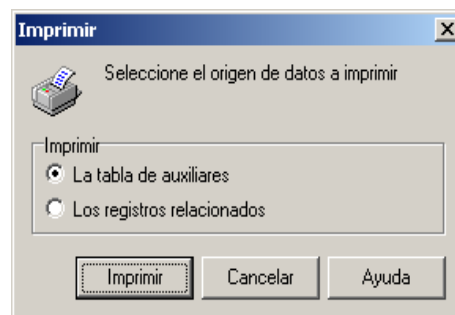 Imprimir
Seleccione el origen de datos a imprimir
Imprimir
La tabla de auxiliares
Los registros relacionados
Imprimir Cancelar Ayuda